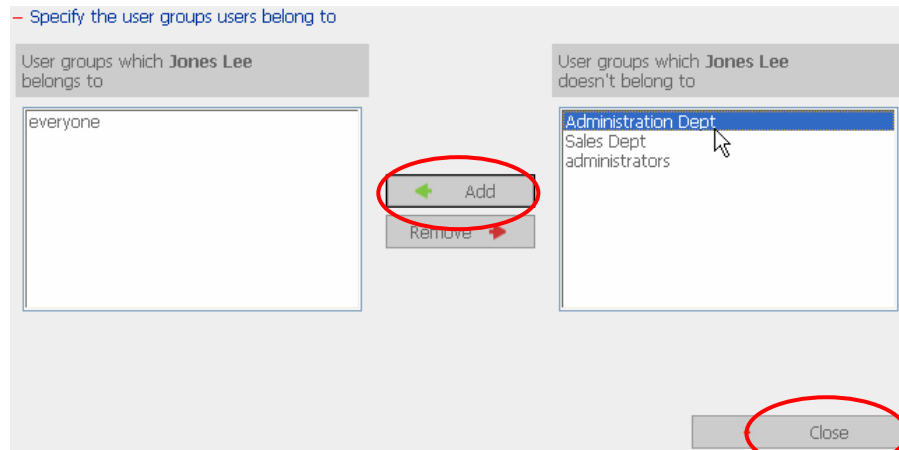 – Specify the user groups users belong to
User groups which Jones Lee
belongs to
everyone
Add
Remove
User groups which Jones Lee
doesn't belong to
Administration Dept
Sales Dept
administrators
Close